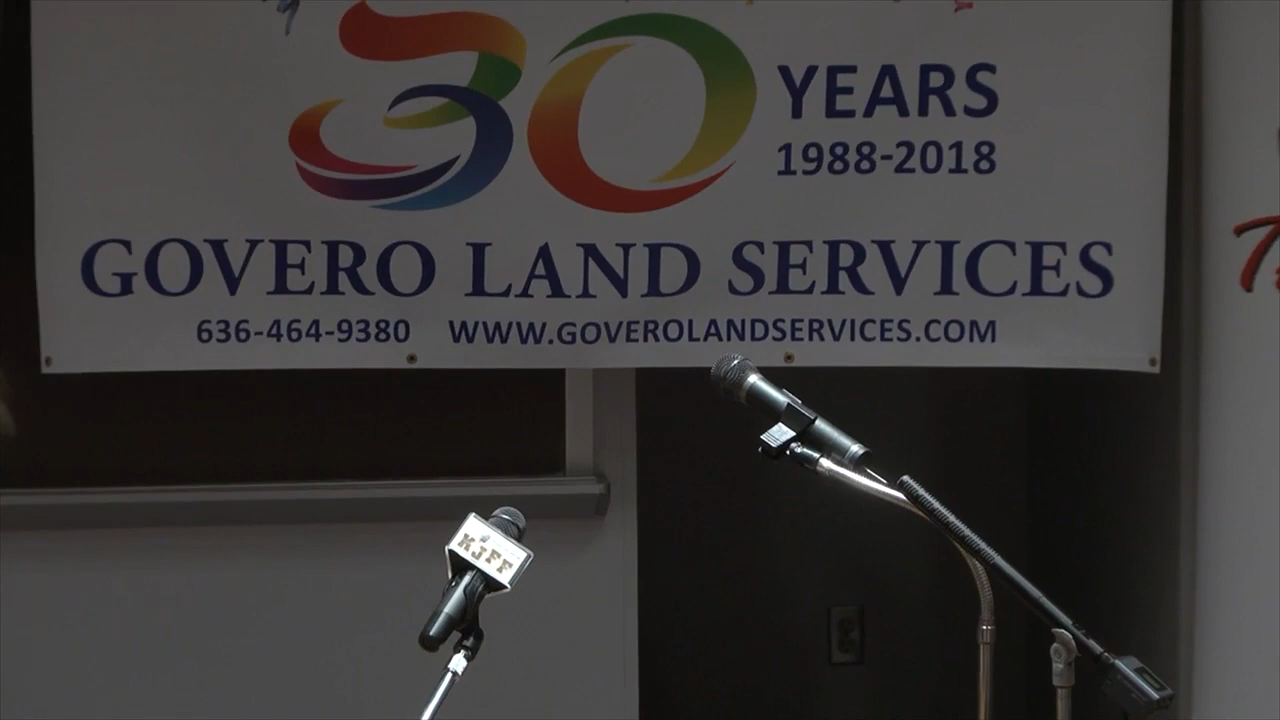 30
YEARS
1988-2018
GOVERO LAND SERVICES
636-464-9380 WWW.GOVEROLANDSERVICES.COM
KJFF